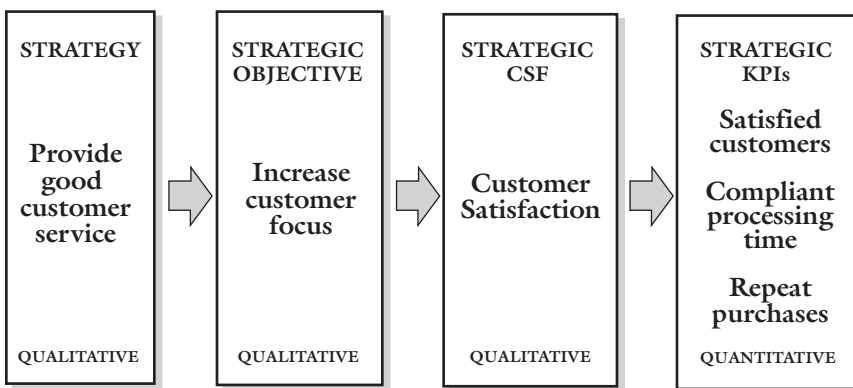 STRATEGY
Provide
good
customer
service
QUALITATIVE
STRATEGIC
OBJECTIVE
Increase
customer
focus
QUALITATIVE
STRATEGIC
CSF
Customer
Satisfaction
QUALITATIVE
STRATEGIC
KPIs
Satisfied
customers
Compliant
processing
time
Repeat
purchases
QUANTITATIVE